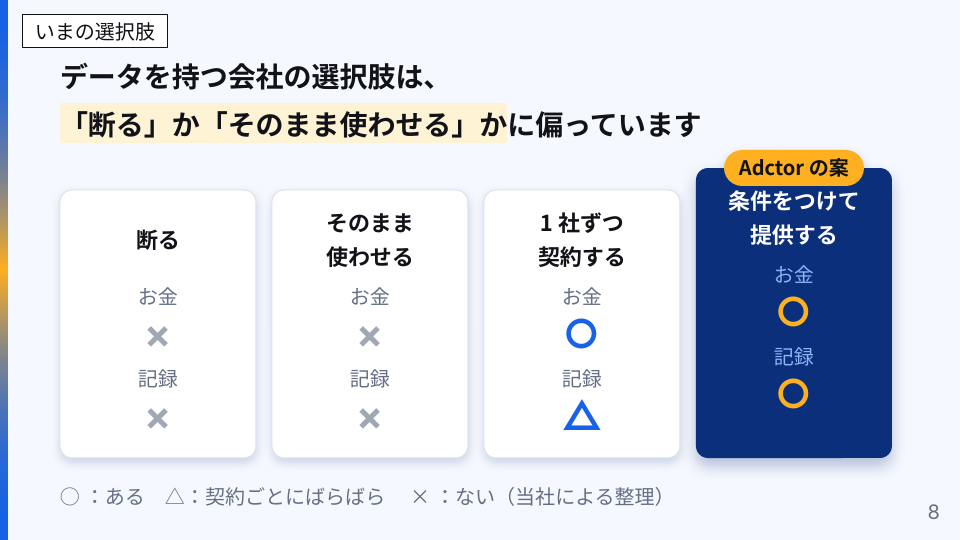 いまの選択肢
データを持つ会社の選択肢は、
「断る」か「そのまま使わせる」かに偏っています
断る
お金
×
記録
×
そのまま
使わせる
お金
×
記録
×
1 社ずつ
契約する
お金
○
記録
△
Adctor の案
条件をつけて
提供する
お金
○
記録
○
○：ある　△：契約ごとにばらばら　×：ない（当社による整理）
8